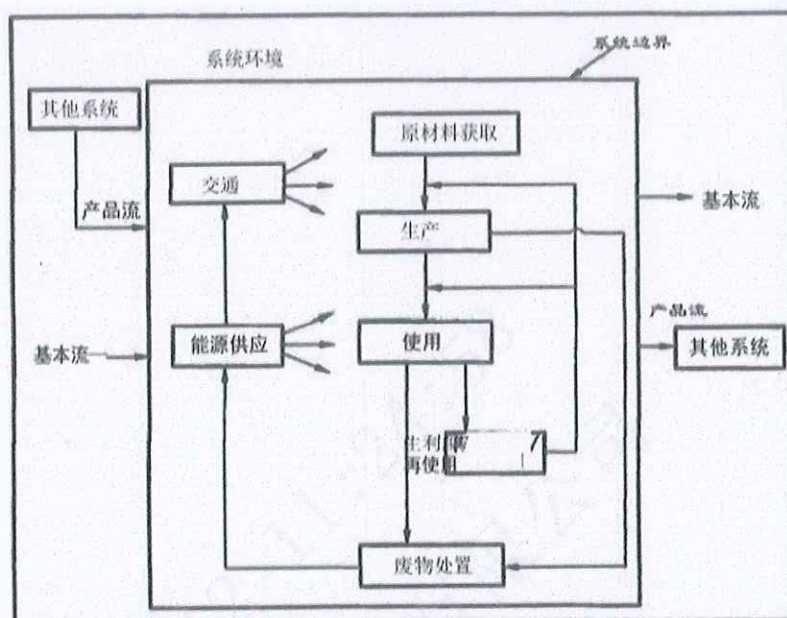 系统环境
系统边界
其他系统
原材料获取
交通
产品流
基本流
生产
产品流
基本流
能源供应
使用
其他系统
再使用
废物处置